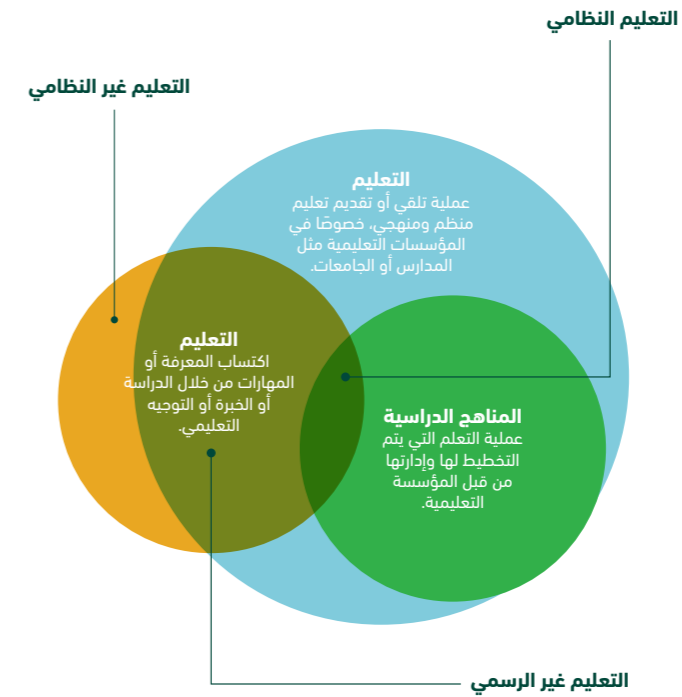 التعليم النظامي
التعليم غير النظامي
التعليم
عملية تلقي أو تقديم تعليم
منظم ومنهجي، خصوصًا في
المؤسسات التعليمية مثل
المدارس أو الجامعات.
التعليم
اكتساب المعرفة أو
المهارات من خلال الدراسة
أو الخبرة أو التوجيه
التعليمي.
المناهج الدراسية
عملية التعلم التي يتم
التخطيط لها وإدارتها
من قبل المؤسسة
التعليمية.
التعليم غير الرسمي